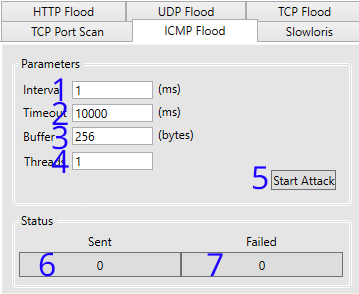 HTTP Flood UDP Flood TCP Flood
TCP Port Scan ICMP Flood Slowloris
Parameters
Interval 1 1 (ms)
Timeout 2 10000 (ms)
Buffer 3 256 (bytes)
Threads 4 1
5 Start Attack
Status
Sent Failed
6 0 7 0